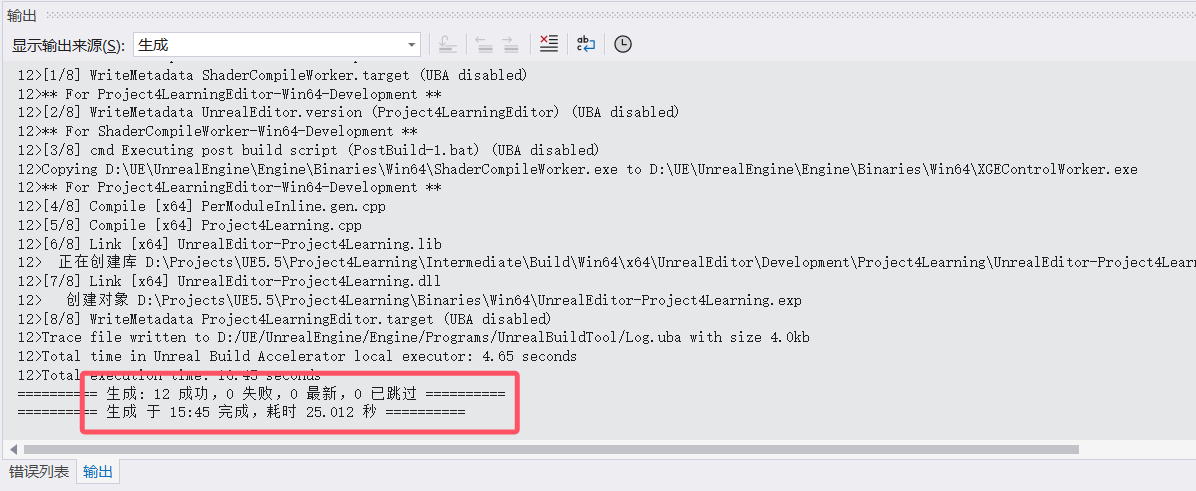 输出
显示输出来源(S): 生成
12>[1/8] WriteMetadata ShaderCompileWorker.target (UBA disabled)
12>** For Project4LearningEditor-Win64-Development **
12>[2/8] WriteMetadata UnrealEditor.version (Project4LearningEditor) (UBA disabled)
12>** For ShaderCompileWorker-Win64-Development **
12>[3/8] cmd Executing post build script (PostBuild-1.bat) (UBA disabled)
12>Copying D:\UE\UnrealEngine\Engine\Binaries\Win64\ShaderCompileWorker.exe to D:\UE\UnrealEngine\Engine\Binaries\Win64\XGEControlWorker.exe
12>** For Project4LearningEditor-Win64-Development **
12>[4/8] Compile [x64] PerModuleInline.gen.cpp
12>[5/8] Compile [x64] Project4Learning.cpp
12>[6/8] Link [x64] UnrealEditor-Project4Learning.lib
12>  正在创建库 D:\Projects\UE5.5\Project4Learning\Intermediate\Build\Win64\x64\UnrealEditor\Development\Project4Learning\UnrealEditor-Project4Lear
12>[7/8] Link [x64] UnrealEditor-Project4Learning.dll
12>   创建对象 D:\Projects\UE5.5\Project4Learning\Binaries\Win64\UnrealEditor-Project4Learning.exp
12>[8/8] WriteMetadata Project4LearningEditor.target (UBA disabled)
12>Trace file written to D:/UE/UnrealEngine/Engine/Programs/UnrealBuildTool/Log.uba with size 4.0kb
12>Total time in Unreal Build Accelerator local executor: 4.65 seconds
12>Total execution time: 16.45 seconds
========== 生成: 12 成功，0 失败，0 最新，0 已跳过 ==========
========== 生成 于 15:45 完成，耗时 25.012 秒 ==========
错误列表 输出